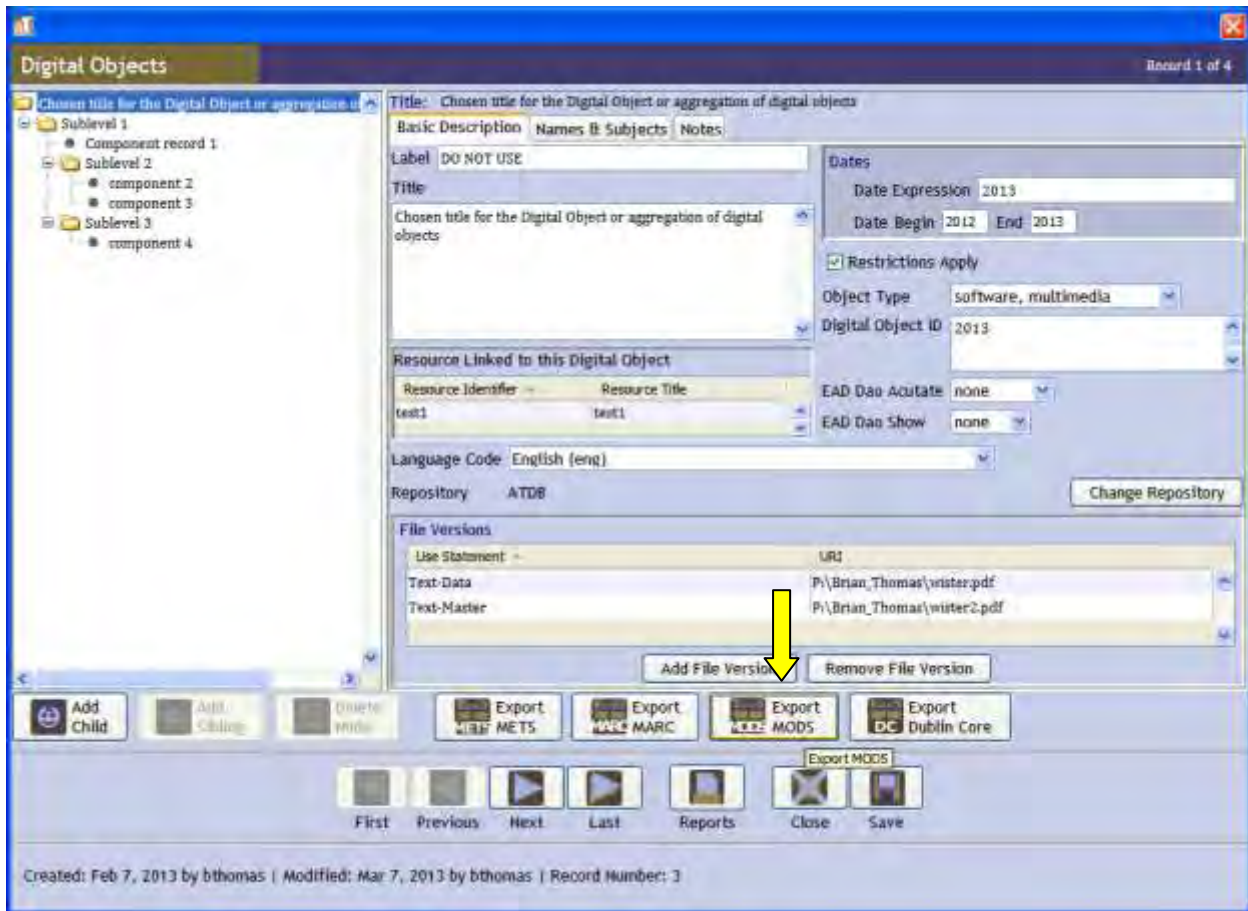 Digital Objects
Record 1 of 4
Chosen title for the Digital Object or aggregation of
Sublevel 1
Component record 1
Sublevel 2
component 2
component 3
Sublevel 3
component 4
Title: Chosen title for the Digital Object or aggregation of digital objects
Basic Description Names & Subjects Notes
Label DO NOT USE
Title
Chosen title for the Digital Object or aggregation of digital
objects
Resource Linked to this Digital Object
Resource Identifier Resource Title
test1 test1
Dates
Date Expression 2013
Date Begin 2012 End 2013
Restrictions Apply
Object Type software, multimedia
Digital Object ID 2013
EAD Dao Acutate none
EAD Dao Show none
Language Code English (eng)
Repository ATDB
Change Repository
File Versions
Use Statement URI
Text-Data P:\Brian_Thomas\wister.pdf
Text-Master P:\Brian_Thomas\wister2.pdf
Add File Version Remove File Version
Add Child
Add Sibling
Delete
Export METS
Export MARC
Export MODS
DC Export Dublin Core
Export MODS
First Previous Next Last Reports Close Save
Created: Feb 7, 2013 by bthomas | Modified: Mar 7, 2013 by bthomas | Record Number: 3